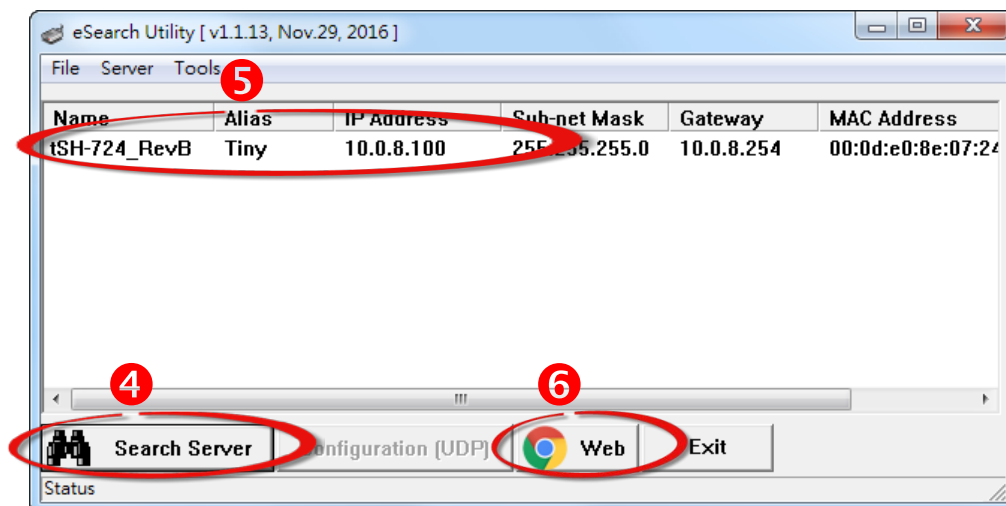 eSearch Utility [ v1.1.13, Nov.29, 2016 ]
File Server Tools
5
Name Alias IP Address Sub-net Mask Gateway MAC Address
tSH-724_RevB Tiny 10.0.8.100 255.255.255.0 10.0.8.254 00:0d:e0:8e:07:24
4 6
Search Server Configuration (UDP) Web Exit
Status